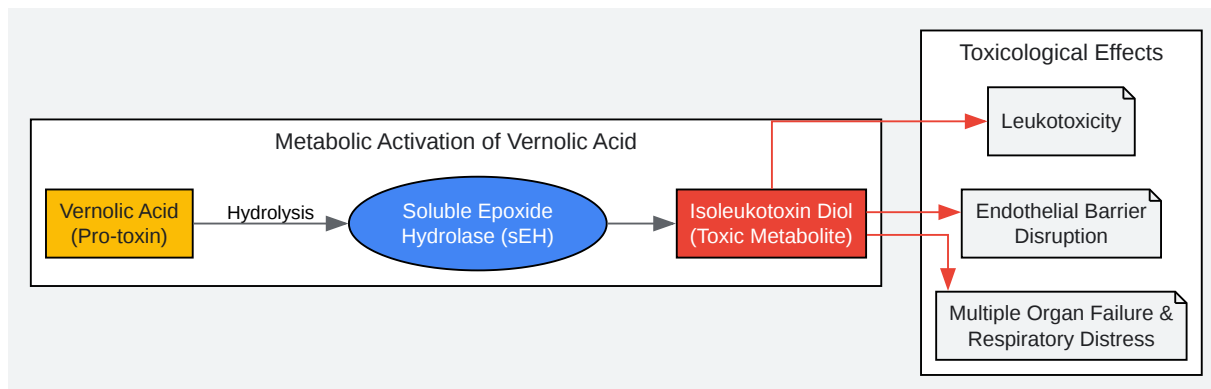 Metabolic Activation of Vernolic Acid
Vernolic Acid
(Pro-toxin)
Hydrolysis
Soluble Epoxide
Hydrolase (sEH)
Isoleukotoxin Diol
(Toxic Metabolite)
Toxicological Effects
Leukotoxicity
Endothelial Barrier
Disruption
Multiple Organ Failure &
Respiratory Distress